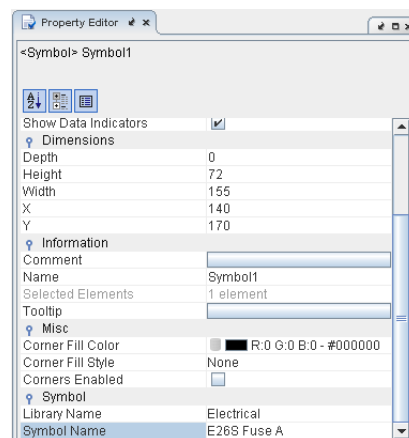 Property Editor
<Symbol> Symbol1
Show Data Indicators
Dimensions
Depth 0
Height 72
Width 155
X 140
Y 170
Information
Comment
Name Symbol1
Selected Elements 1 element
Tooltip
Misc
Corner Fill Color R:0 G:0 B:0 - #000000
Corner Fill Style None
Corners Enabled
Symbol
Library Name Electrical
Symbol Name E26S Fuse A